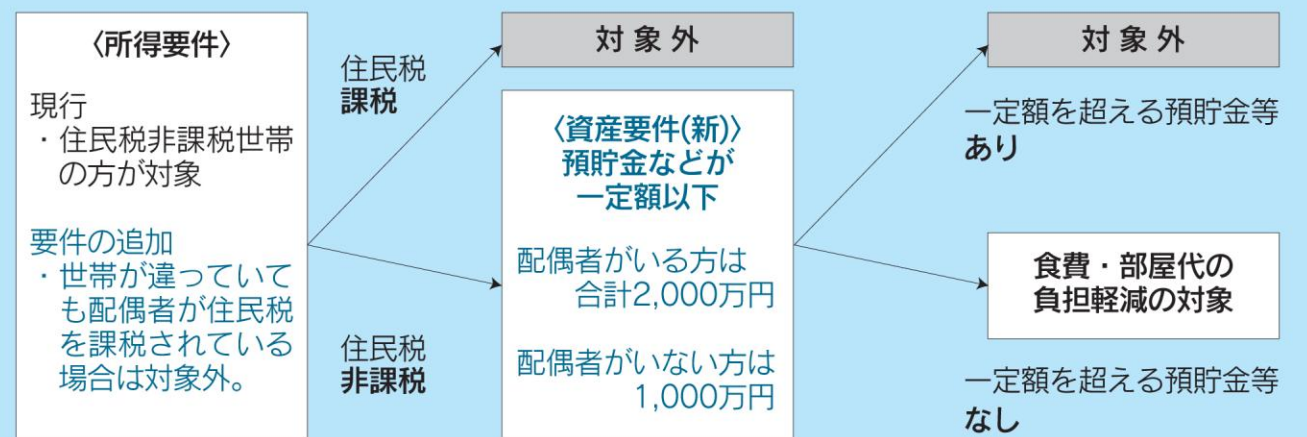 〈所得要件〉
現行
・住民税非課税世帯
の方が対象
要件の追加
・世帯が違っていて
も配偶者が住民税
を課税されている
場合は対象外。
住民税
課税
住民税
非課税
対象外
〈資産要件(新)〉
預貯金などが
一定額以下
配偶者がいる方は
合計2,000万円
配偶者がいない方は
1,000万円
対象外
一定額を超える預貯金等
あり
食費・部屋代の
負担軽減の対象
一定額を超える預貯金等
なし